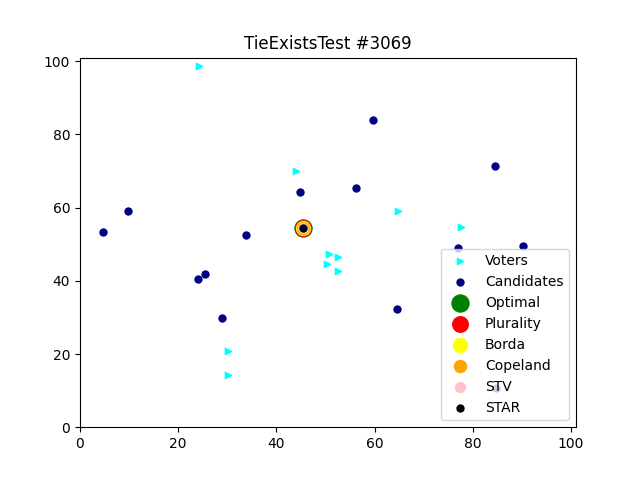 TieExistsTest #3069
100
80
60
40
20
0
0 20 40 60 80 100
Voters
Candidates
Optimal
Plurality
Borda
Copeland
STV
STAR